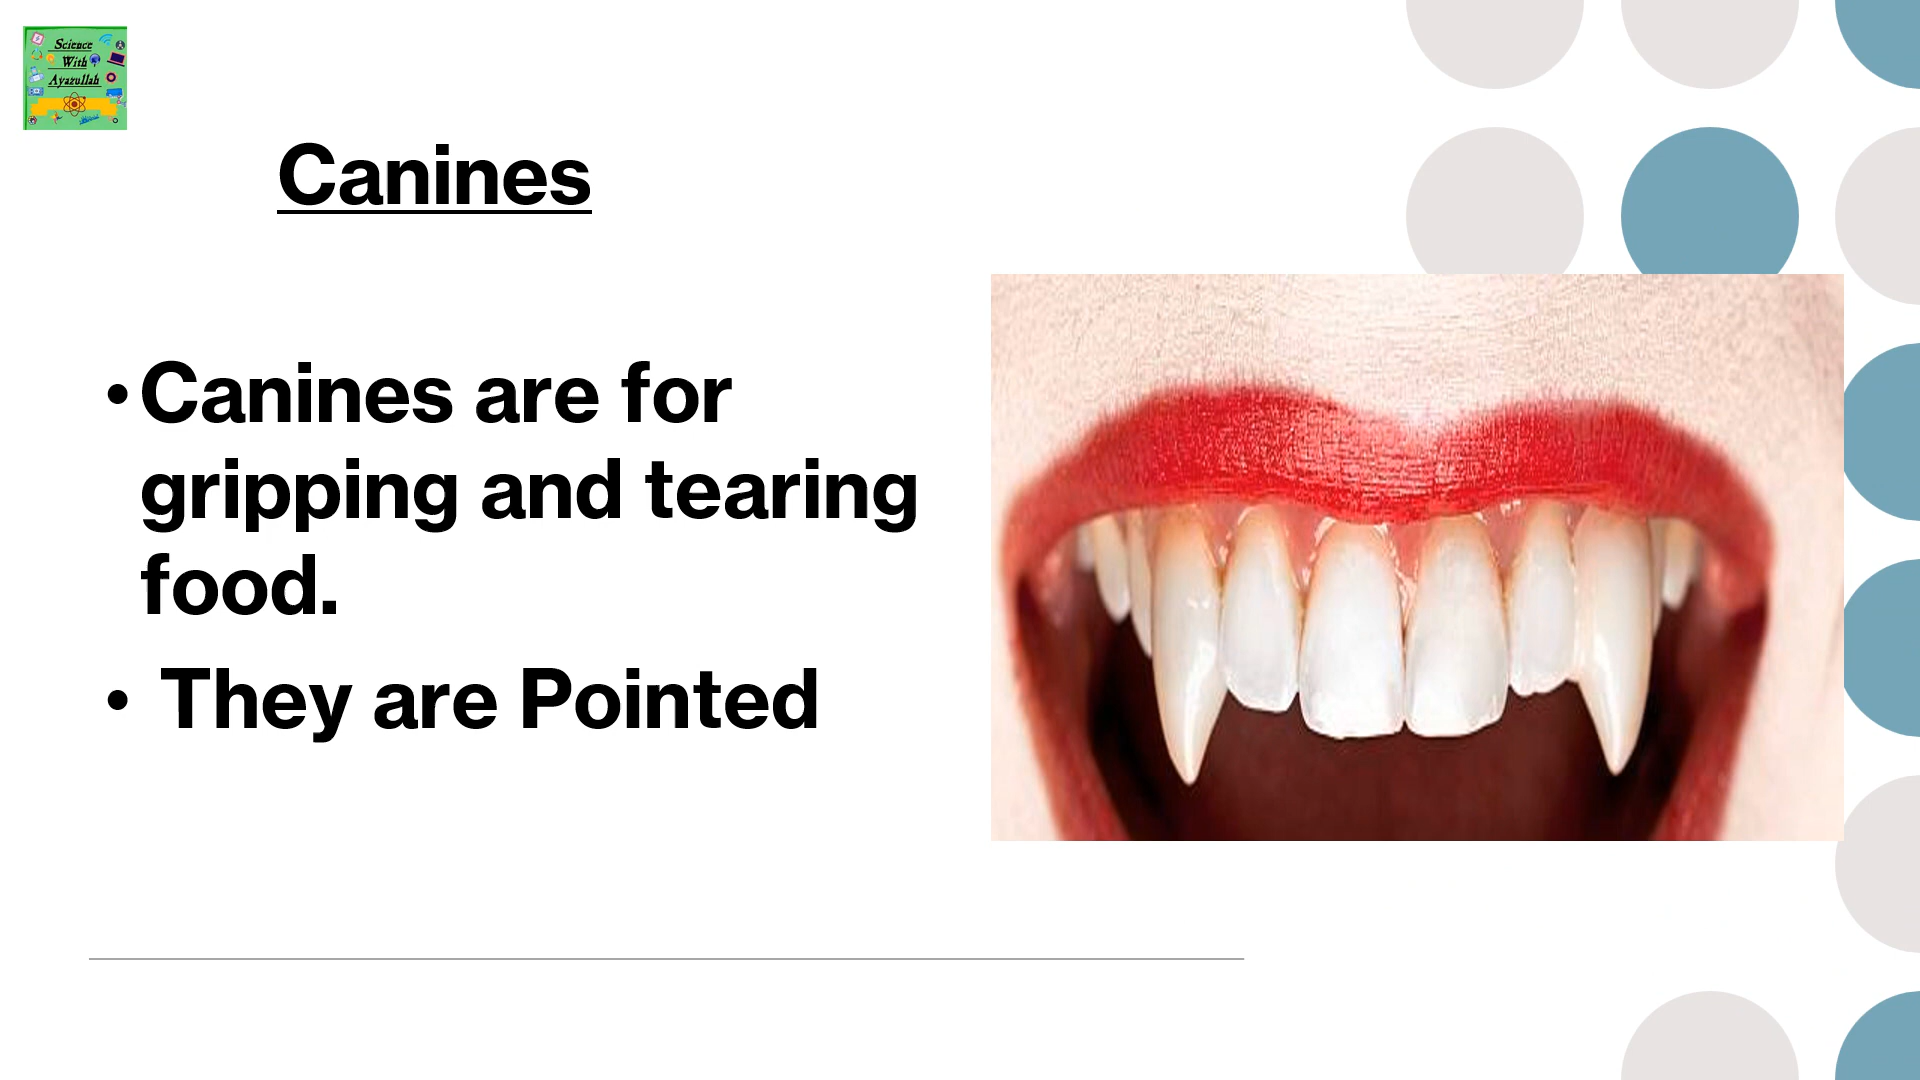 Science
With
Ayazullah
Canines
• Canines are for
gripping and tearing
food.
• They are Pointed